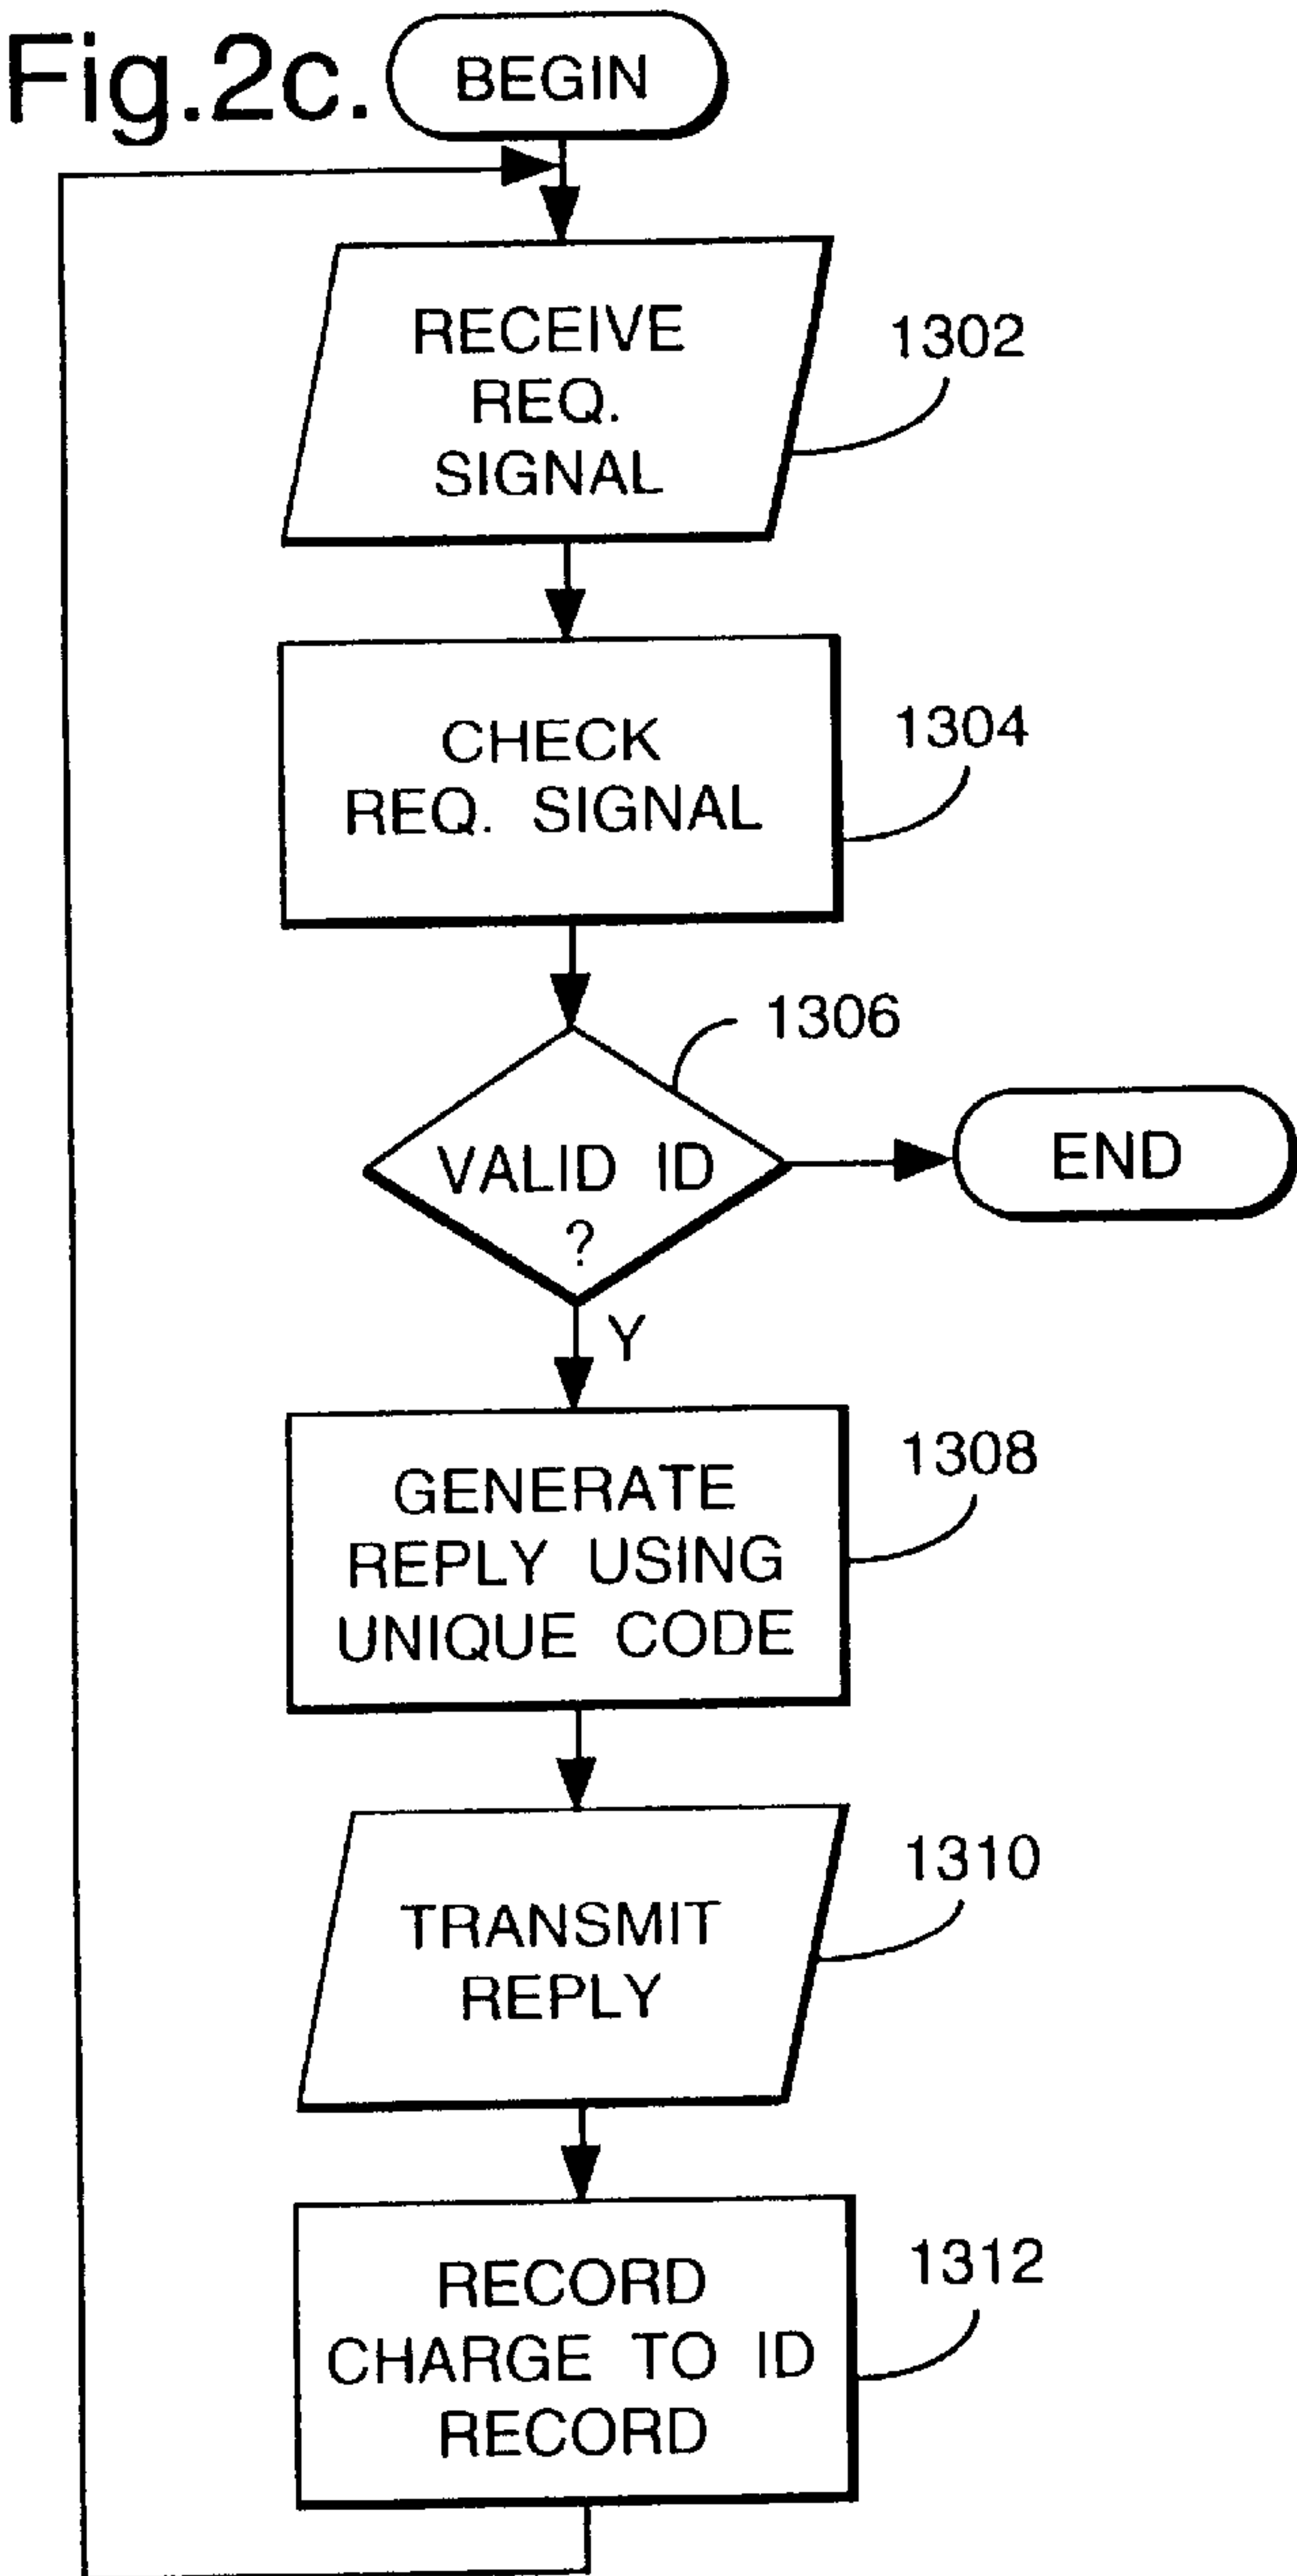 Fig.2c.
BEGIN
RECEIVE
REQ.
SIGNAL
1302
CHECK
REQ. SIGNAL
1304
1306
VALID ID
?
END
Y
GENERATE
REPLY USING
UNIQUE CODE
1308
TRANSMIT
REPLY
1310
RECORD
CHARGE TO ID
RECORD
1312